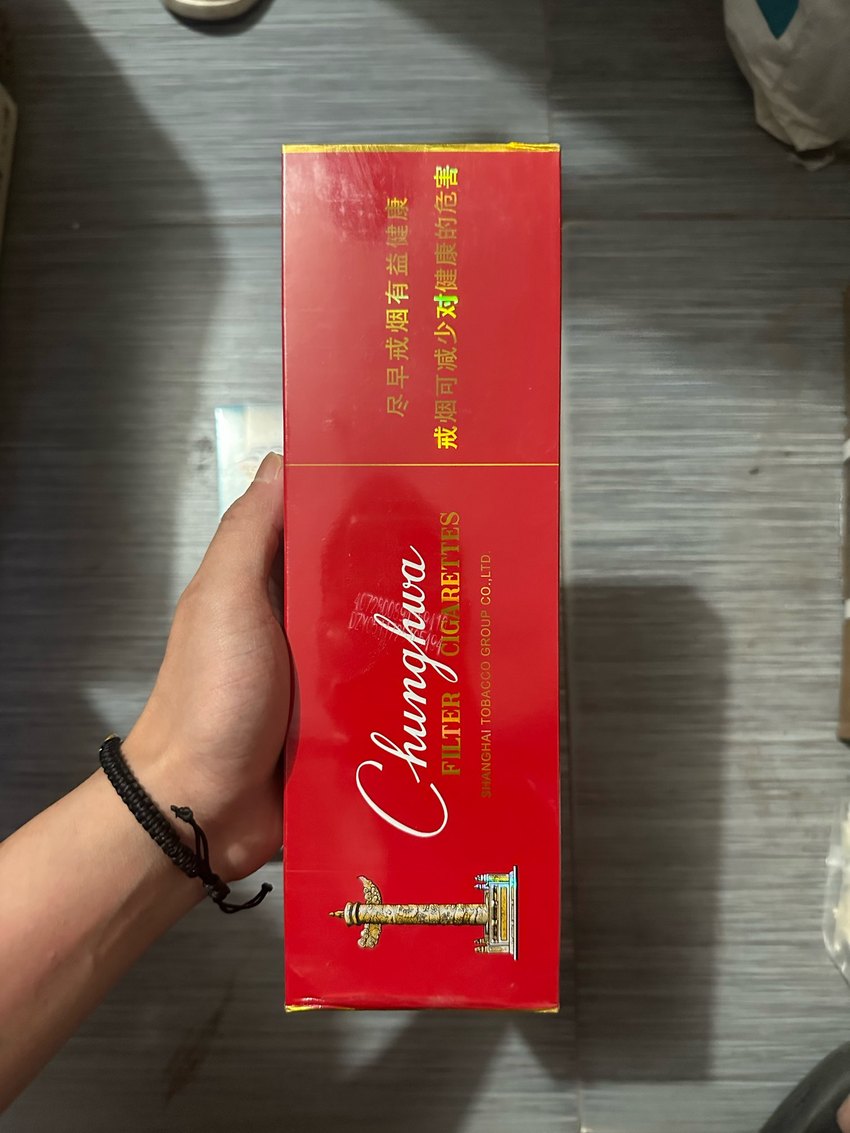 尽早戒烟有益健康
戒烟可减少对健康的危害
Chunghwa
FILTER CIGARETTES
SHANGHAI TOBACCO GROUP CO.,LTD.